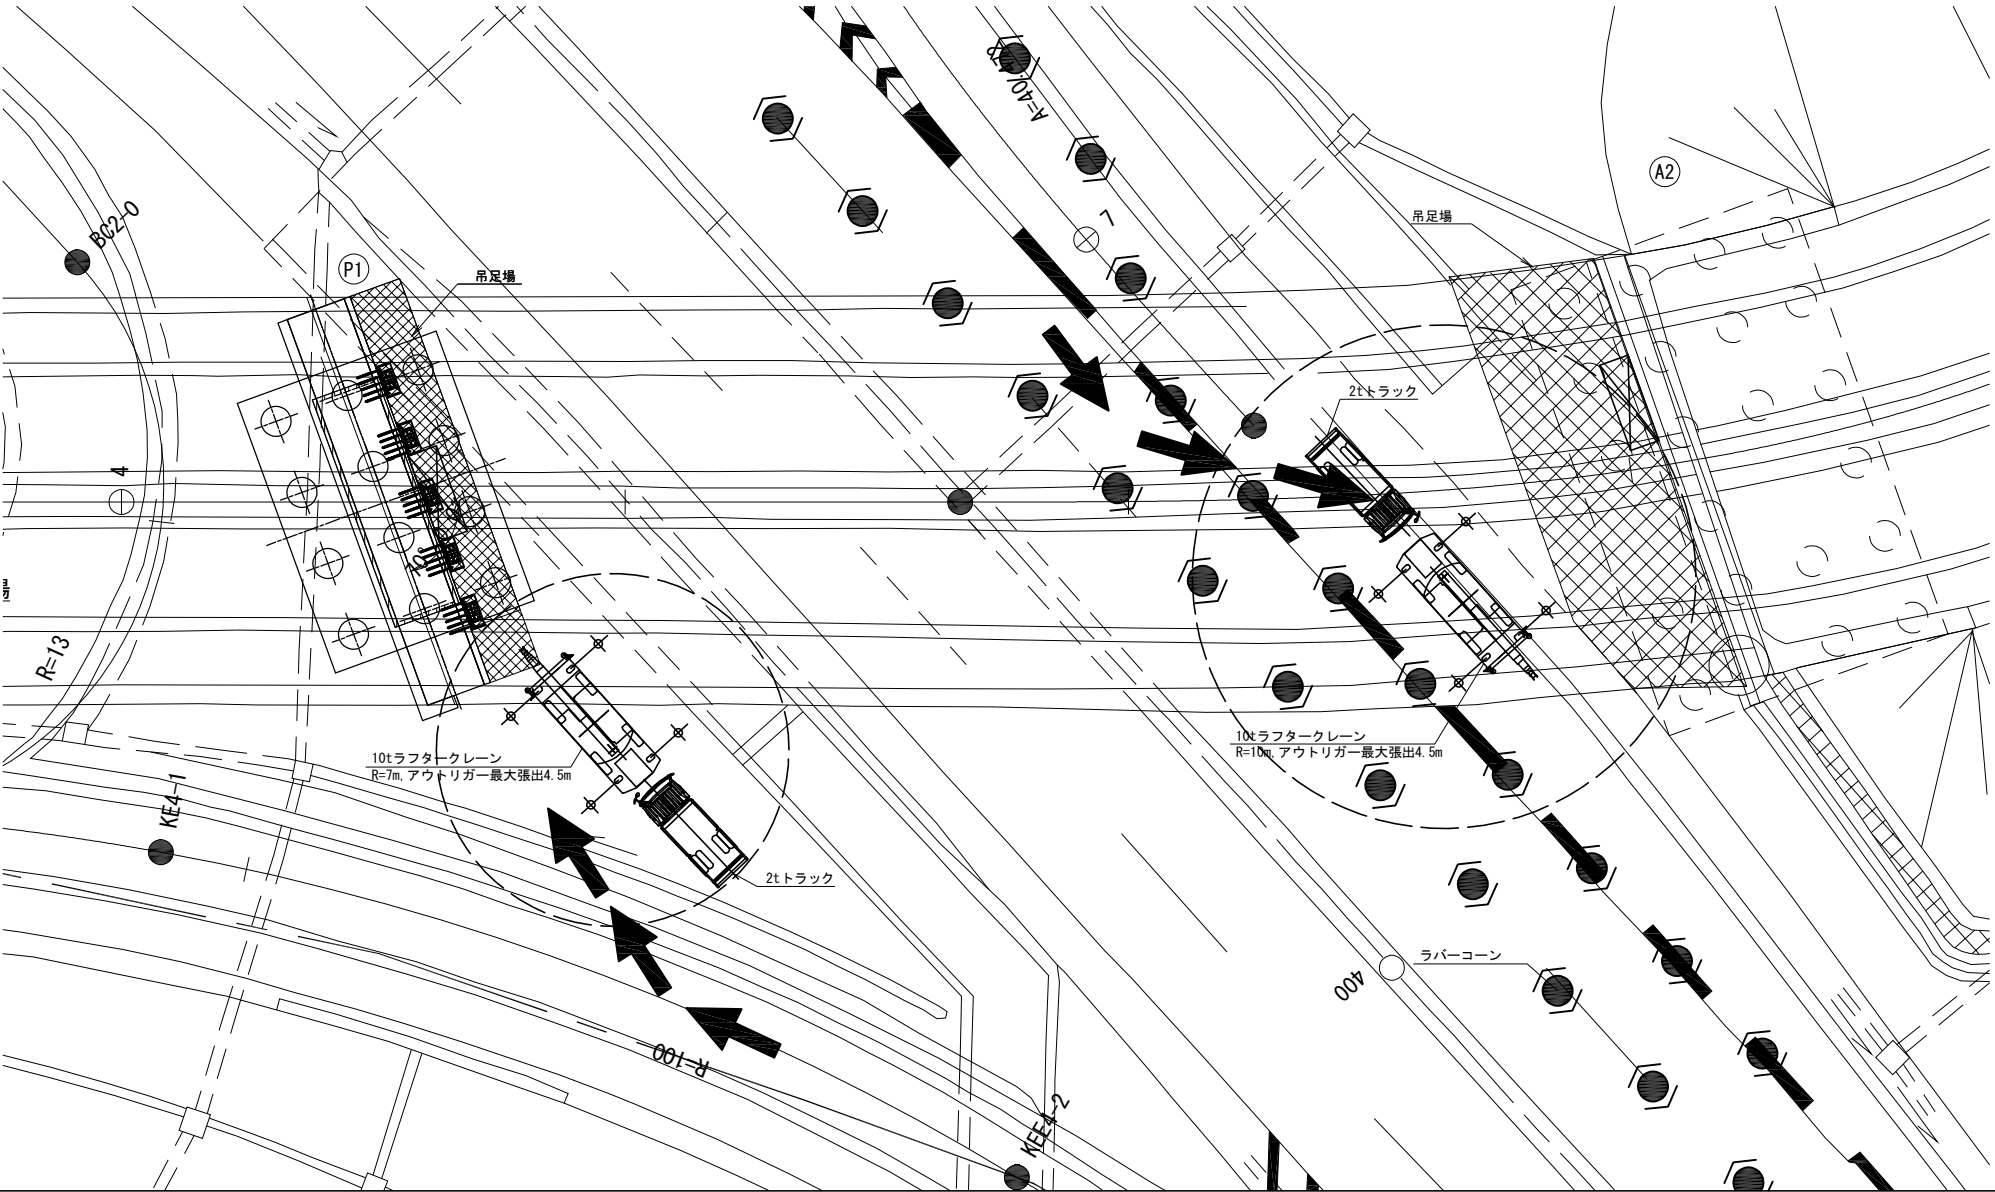 A=40
A2
7
BC2-0
吊足場
P1
吊足場
2tトラック
4
場
R=13
10tラフタークレーン
R=7m, アウトリガー最大張出4.5m
10tラフタークレーン
R=10m, アウトリガー最大張出4.5m
KE4-1
2tトラック
ラバーコーン
400
R=100
KEE4-2